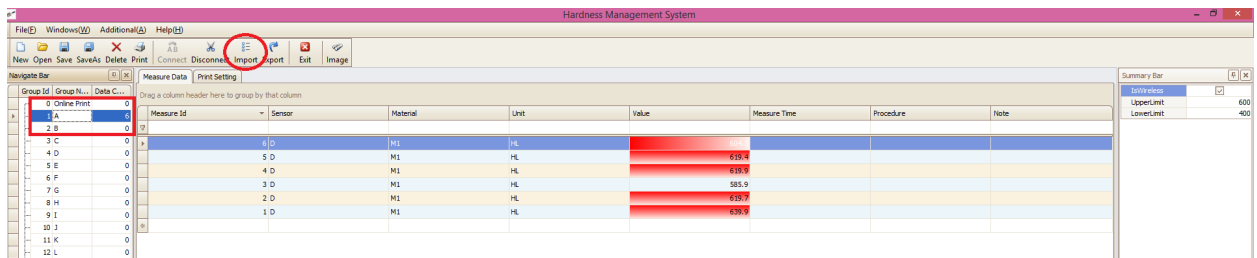 Hardness Management System
File(F) Windows(W) Additional(A) Help(H)
New Open Save SaveAs Delete Print Connect Disconnect Import Export Exit Image
Navigate Bar
Group Id Group N... Data C...
0 Online Print 0
1 A 6
2 B 0
3 C 0
4 D 0
5 E 0
6 F 0
7 G 0
8 H 0
9 I 0
10 J 0
11 K 0
12 L 0
Measure Data Print Setting
Drag a column header here to group by that column
Measure Id Sensor Material Unit Value Measure Time Procedure Note
6 D M1 HL
5 D M1 HL 619.4
4 D M1 HL 619.9
3 D M1 HL 585.9
2 D M1 HL 619.7
1 D M1 HL 639.9
Summary Bar
IsWireless
UpperLimit 600
LowerLimit 400